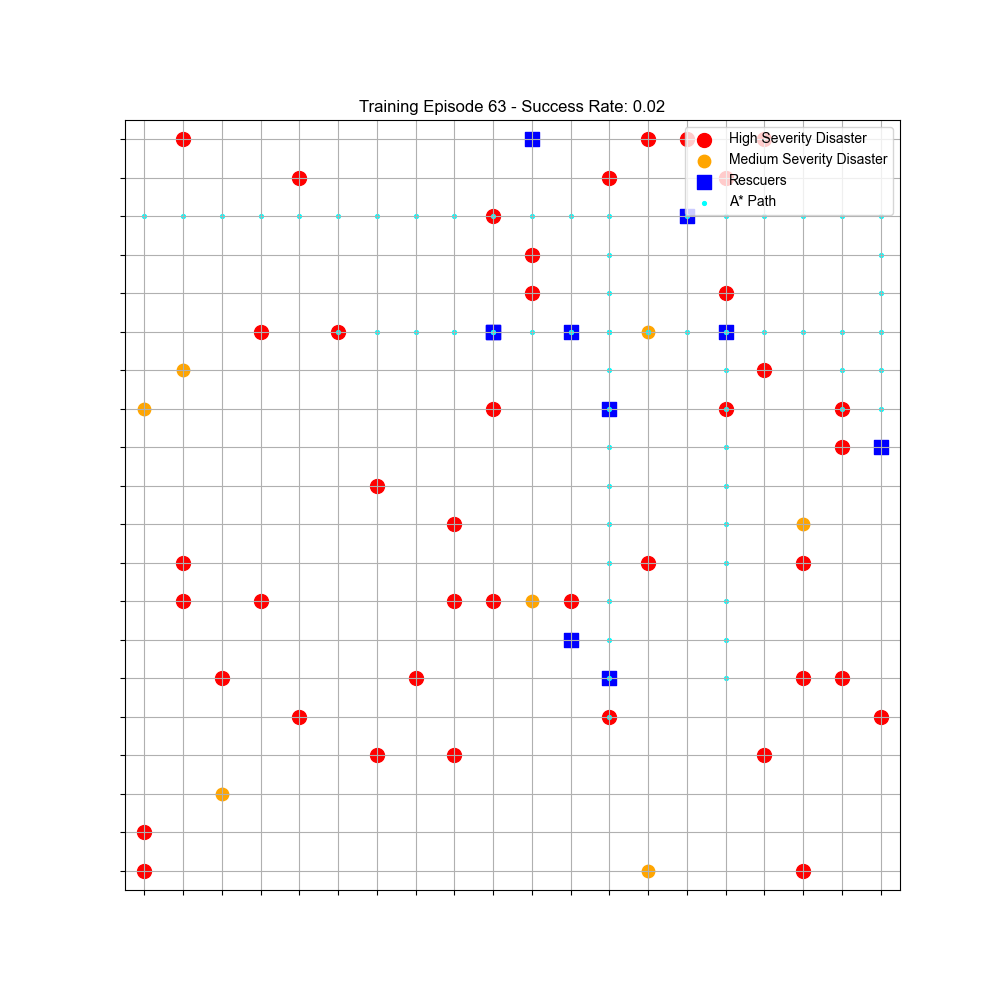 Training Episode 63 - Success Rate: 0.02
High Severity Disaster
Medium Severity Disaster
Rescuers
A* Path